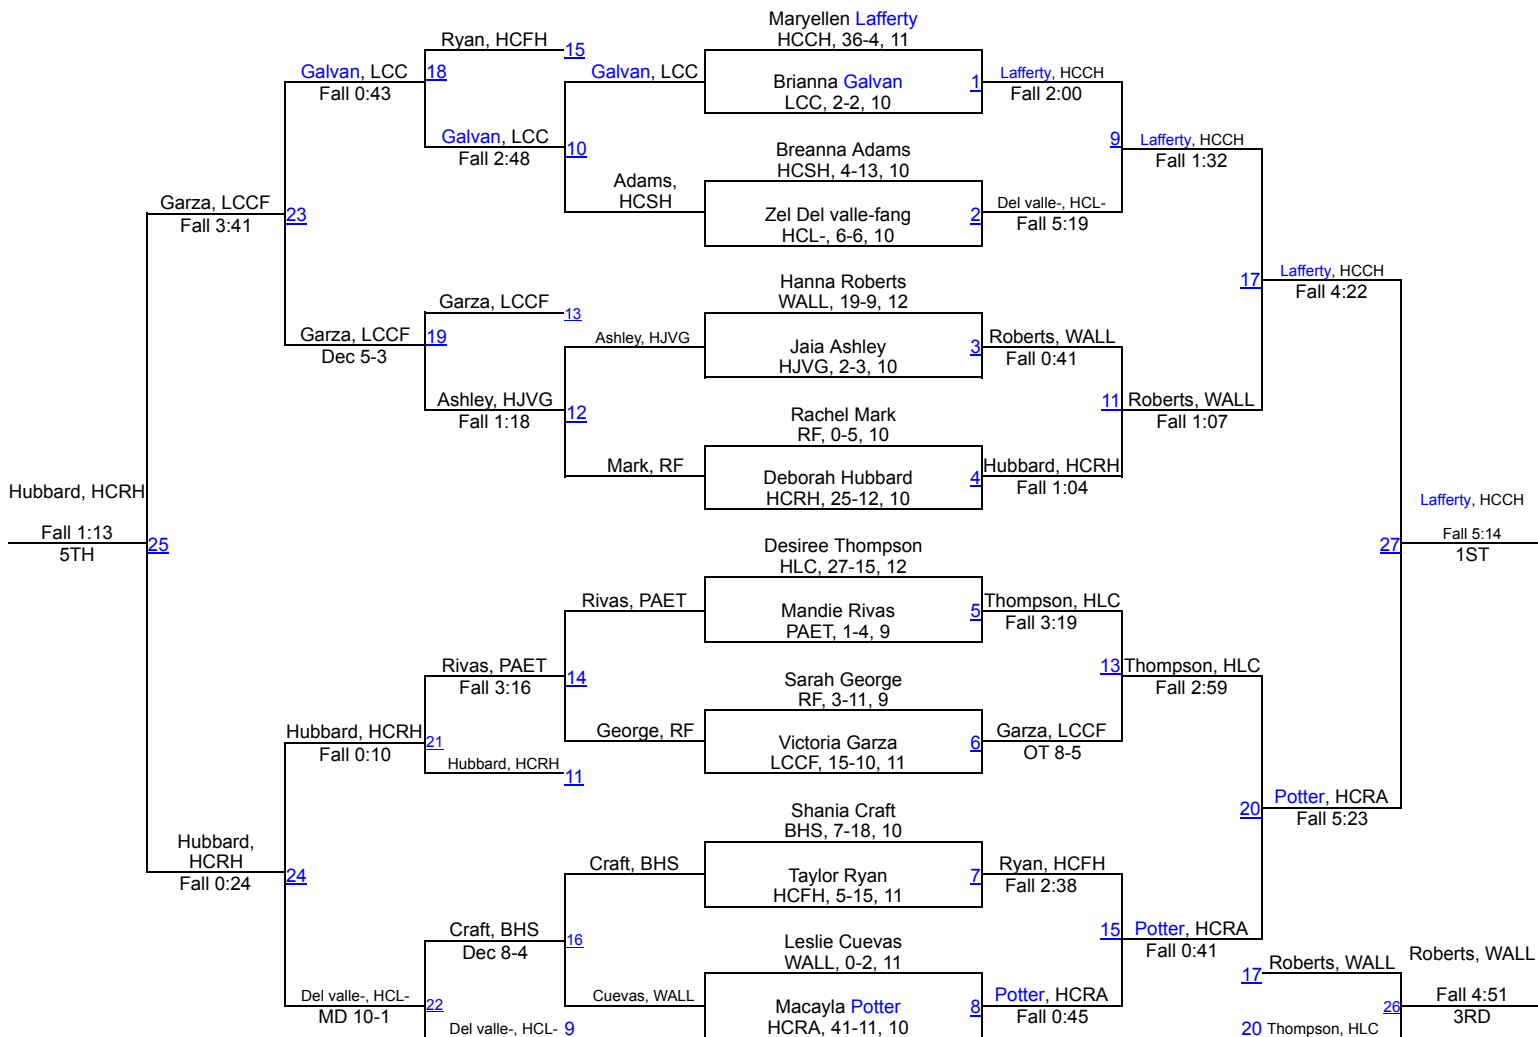 Maryellen Lafferty
HCCH, 36-4, 11
Ryan, HCFH
15
Galvan, LCC
18
Fall 0:43
Galvan, LCC
Brianna Galvan
LCC, 2-2, 10
1
Lafferty, HCCH
Fall 2:00
Galvan, LCC
Fall 2:48
10
Breanna Adams
HCSH, 4-13, 10
9
Lafferty, HCCH
Fall 1:32
Adams,
HCSH
Garza, LCCF
Fall 3:41
23
Zel Del valle-fang
HCL-, 6-6, 10
2
Del valle-, HCL-
Fall 5:19
Hanna Roberts
WALL, 19-9, 12
17
Lafferty, HCCH
Fall 4:22
Garza, LCCF
13
Garza, LCCF
Dec 5-3
19
Ashley, HJVG
Jaia Ashley
HJVG, 2-3, 10
3
Roberts, WALL
Fall 0:41
Ashley, HJVG
Fall 1:18
12
Rachel Mark
RF, 0-5, 10
11
Roberts, WALL
Fall 1:07
Mark, RF
Deborah Hubbard
HCRH, 25-12, 10
4
Hubbard, HCRH
Fall 1:04
Hubbard, HCRH
Fall 1:13
5TH
25
Lafferty, HCCH
27
Fall 5:14
1ST
Desiree Thompson
HLC, 27-15, 12
Rivas, PAET
Mandie Rivas
PAET, 1-4, 9
5
Thompson, HLC
Fall 3:19
Rivas, PAET
Fall 3:16
14
Sarah George
RF, 3-11, 9
13
Thompson, HLC
Fall 2:59
Hubbard, HCRH
Fall 0:10
21
George, RF
Victoria Garza
LCCF, 15-10, 11
6
Garza, LCCF
OT 8-5
Hubbard, HCRH
11
Shania Craft
BHS, 7-18, 10
20
Potter, HCRA
Fall 5:23
Hubbard,
HCRH
Fall 0:24
24
Craft, BHS
Taylor Ryan
HCFH, 5-15, 11
7
Ryan, HCFH
Fall 2:38
Craft, BHS
Dec 8-4
16
Leslie Cuevas
WALL, 0-2, 11
15
Potter, HCRA
Fall 0:41
17
Roberts, WALL
Roberts, WALL
Del valle-, HCL-
MD 10-1
22
Cuevas, WALL
Macayla Potter
HCRA, 41-11, 10
8
Potter, HCRA
Fall 0:45
26
Fall 4:51
3RD
Del valle-, HCL-
9
20
Thompson, HLC